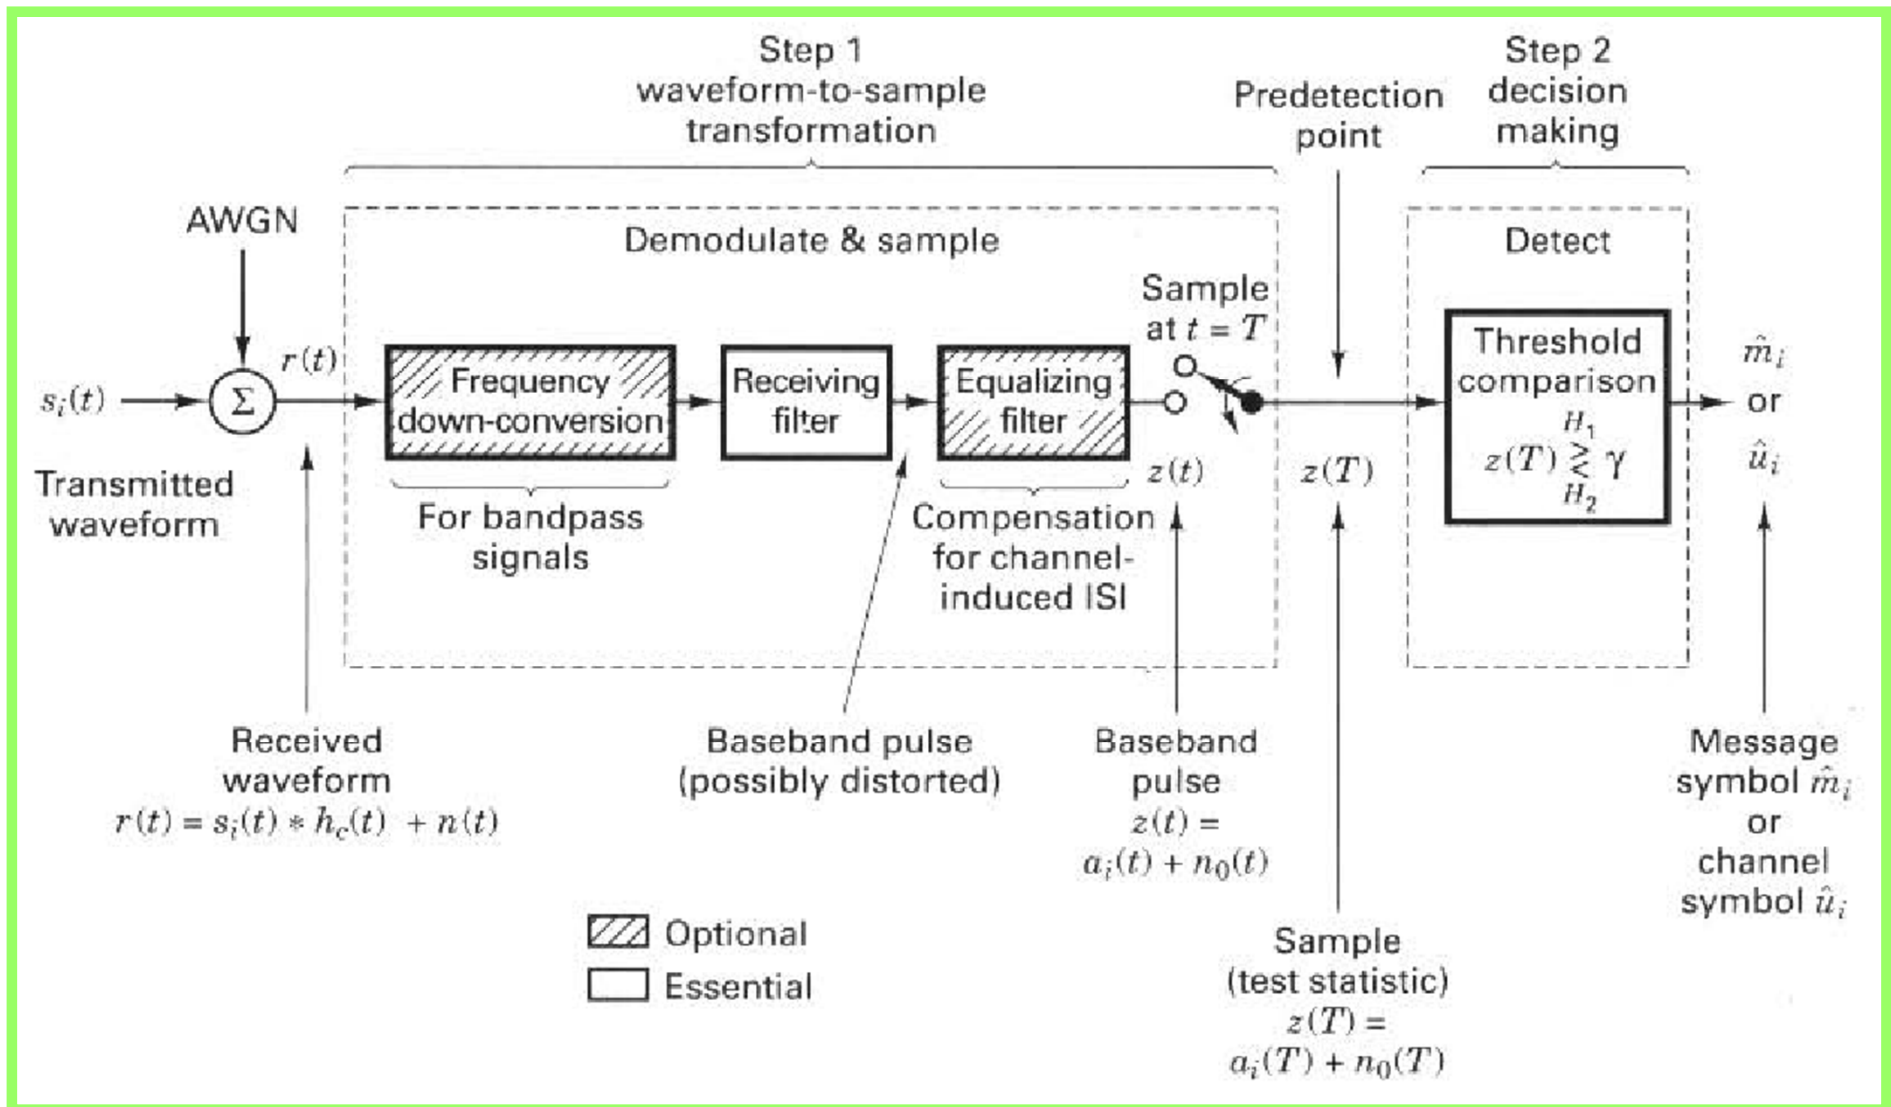 Step 1
waveform-to-sample
transformation
Predetection
point
Step 2
decision
making
AWGN
Demodulate & sample
Detect
Sample
at t = T
r(t)
s_i(t)
Σ
Frequency
down-conversion
Receiving
filter
Equalizing
filter
Threshold
comparison
H_1
z(T) ≷ γ
H_2
m̂_i
or
û_i
Transmitted
waveform
For bandpass
signals
Compensation
for channel-
induced ISI
z(t)
z(T)
Received
waveform
r(t) = s_i(t) * h_c(t) + n(t)
Baseband pulse
(possibly distorted)
Baseband
pulse
z(t) =
a_i(t) + n_0(t)
Message
symbol m̂_i
or
channel
symbol û_i
Optional
Essential
Sample
(test statistic)
z(T) =
a_i(T) + n_0(T)